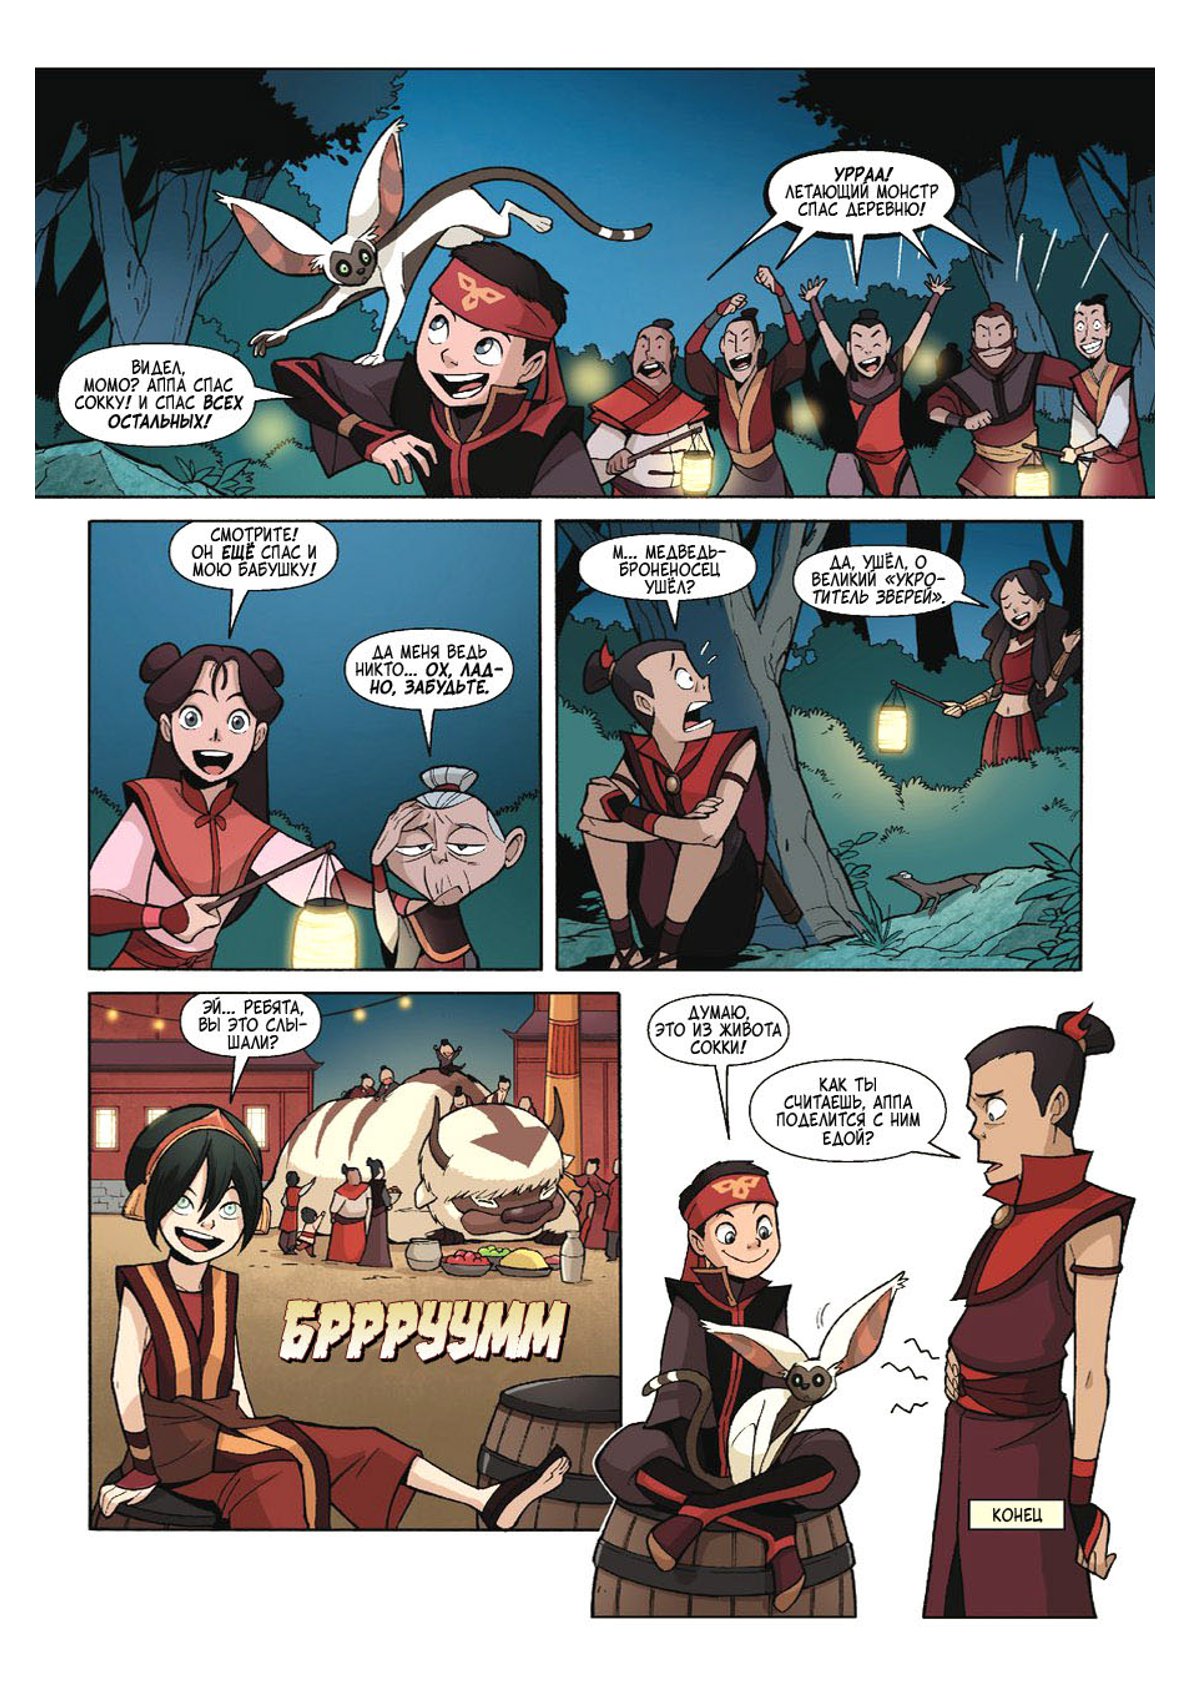 ВИДЕЛ,
МОМО? АППА СПАС
СОККУ! И СПАС ВСЕХ
ОСТАЛЬНЫХ!
УРРАА!
ЛЕТАЮЩИЙ МОНСТР
СПАС ДЕРЕВНЮ!
СМОТРИТЕ!
ОН ЕЩЁ СПАС И
МОЮ БАБУШКУ!
ДА МЕНЯ ВЕДЬ
НИКТО... ОХ, ЛАД-
НО, ЗАБУДЬТЕ.
М... МЕДВЕДЬ-
БРОНЕНОСЕЦ
УШЁЛ?
ДА, УШЁЛ, О
ВЕЛИКИЙ «УКРО-
ТИТЕЛЬ ЗВЕРЕЙ».
ЭЙ... РЕБЯТА,
ВЫ ЭТО СЛЫ-
ШАЛИ?
БРРРУУММ
ДУМАЮ,
ЭТО ИЗ ЖИВОТА
СОККИ!
КАК ТЫ
СЧИТАЕШЬ, АППА
ПОДЕЛИТСЯ С НИМ
ЕДОЙ?
КОНЕЦ